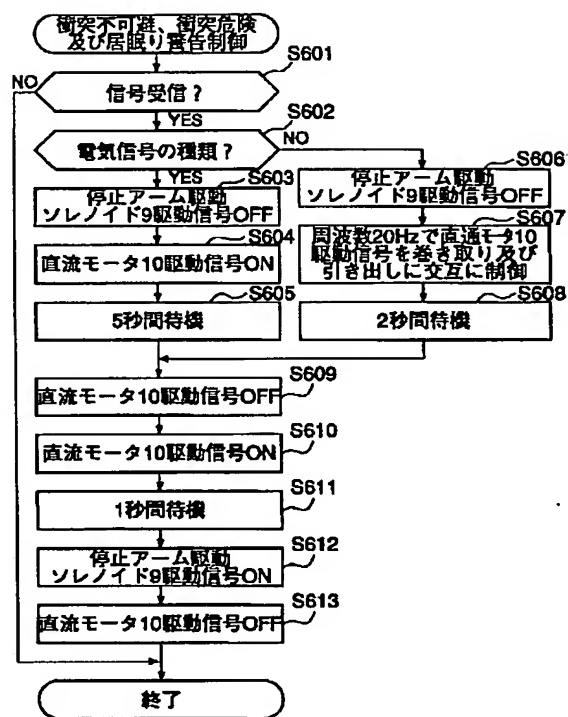 衝突不可避、衝突危険
及び居眠り警告制御
S601
NO
信号受信?
YES
S602
電気信号の種類?
NO
YES
S603
停止アーム駆動
ソレノイド9駆動信号OFF
S606
停止アーム駆動
ソレノイド9駆動信号OFF
S604
直流モータ10駆動信号ON
S607
周波数20Hzで直通モータ10
駆動信号を巻き取り及び
引き出しに交互に制御
S605
5秒間待機
S608
2秒間待機
S609
直流モータ10駆動信号OFF
S610
直流モータ10駆動信号ON
S611
1秒間待機
S612
停止アーム駆動
ソレノイド9駆動信号ON
S613
直流モータ10駆動信号OFF
終了